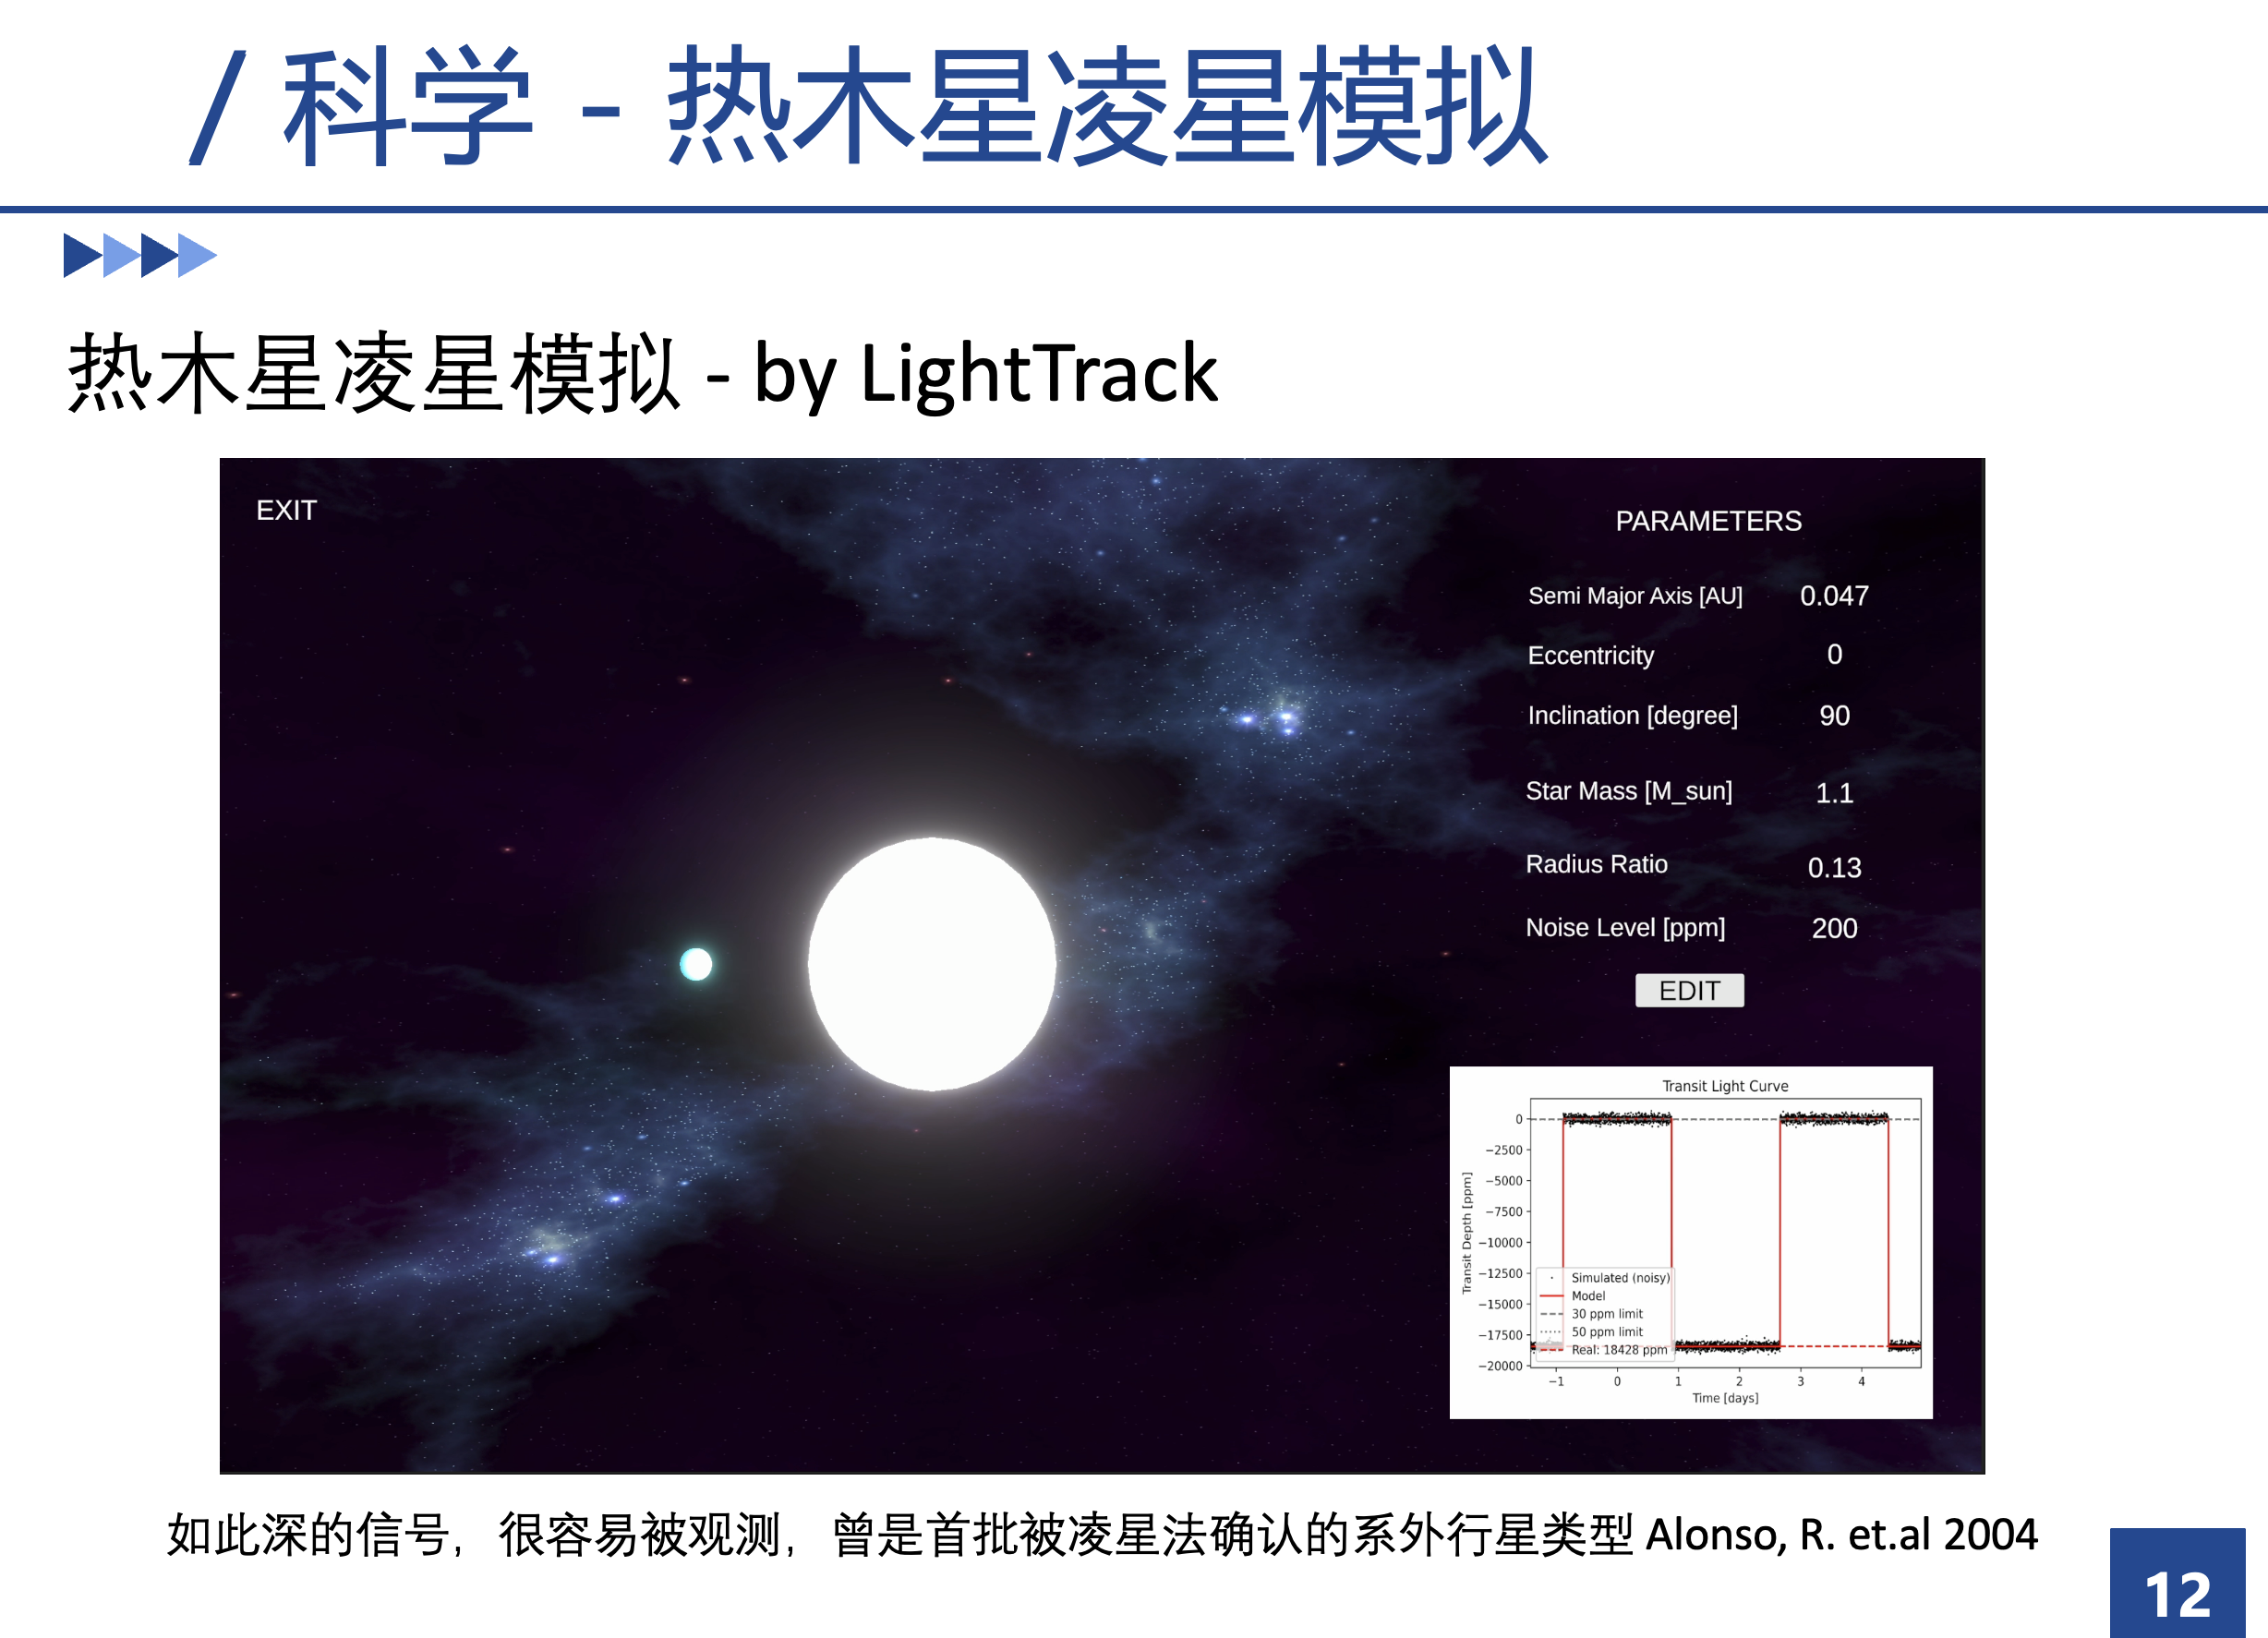 / 科学 - 热木星凌星模拟
热木星凌星模拟 - by LightTrack
EXIT
PARAMETERS
Semi Major Axis [AU] 0.047
Eccentricity 0
Inclination [degree] 90
Star Mass [M_sun] 1.1
Radius Ratio 0.13
Noise Level [ppm] 200
EDIT
Transit Light Curve
Transit Depth [ppm]
0
−2500
−5000
−7500
−10000
−12500
−15000
−17500
−20000
Simulated (noisy)
Model
30 ppm limit
50 ppm limit
Real: 18428 ppm
−1 0 1 2 3 4
Time [days]
如此深的信号，很容易被观测，曾是首批被凌星法确认的系外行星类型 Alonso, R. et.al 2004
12